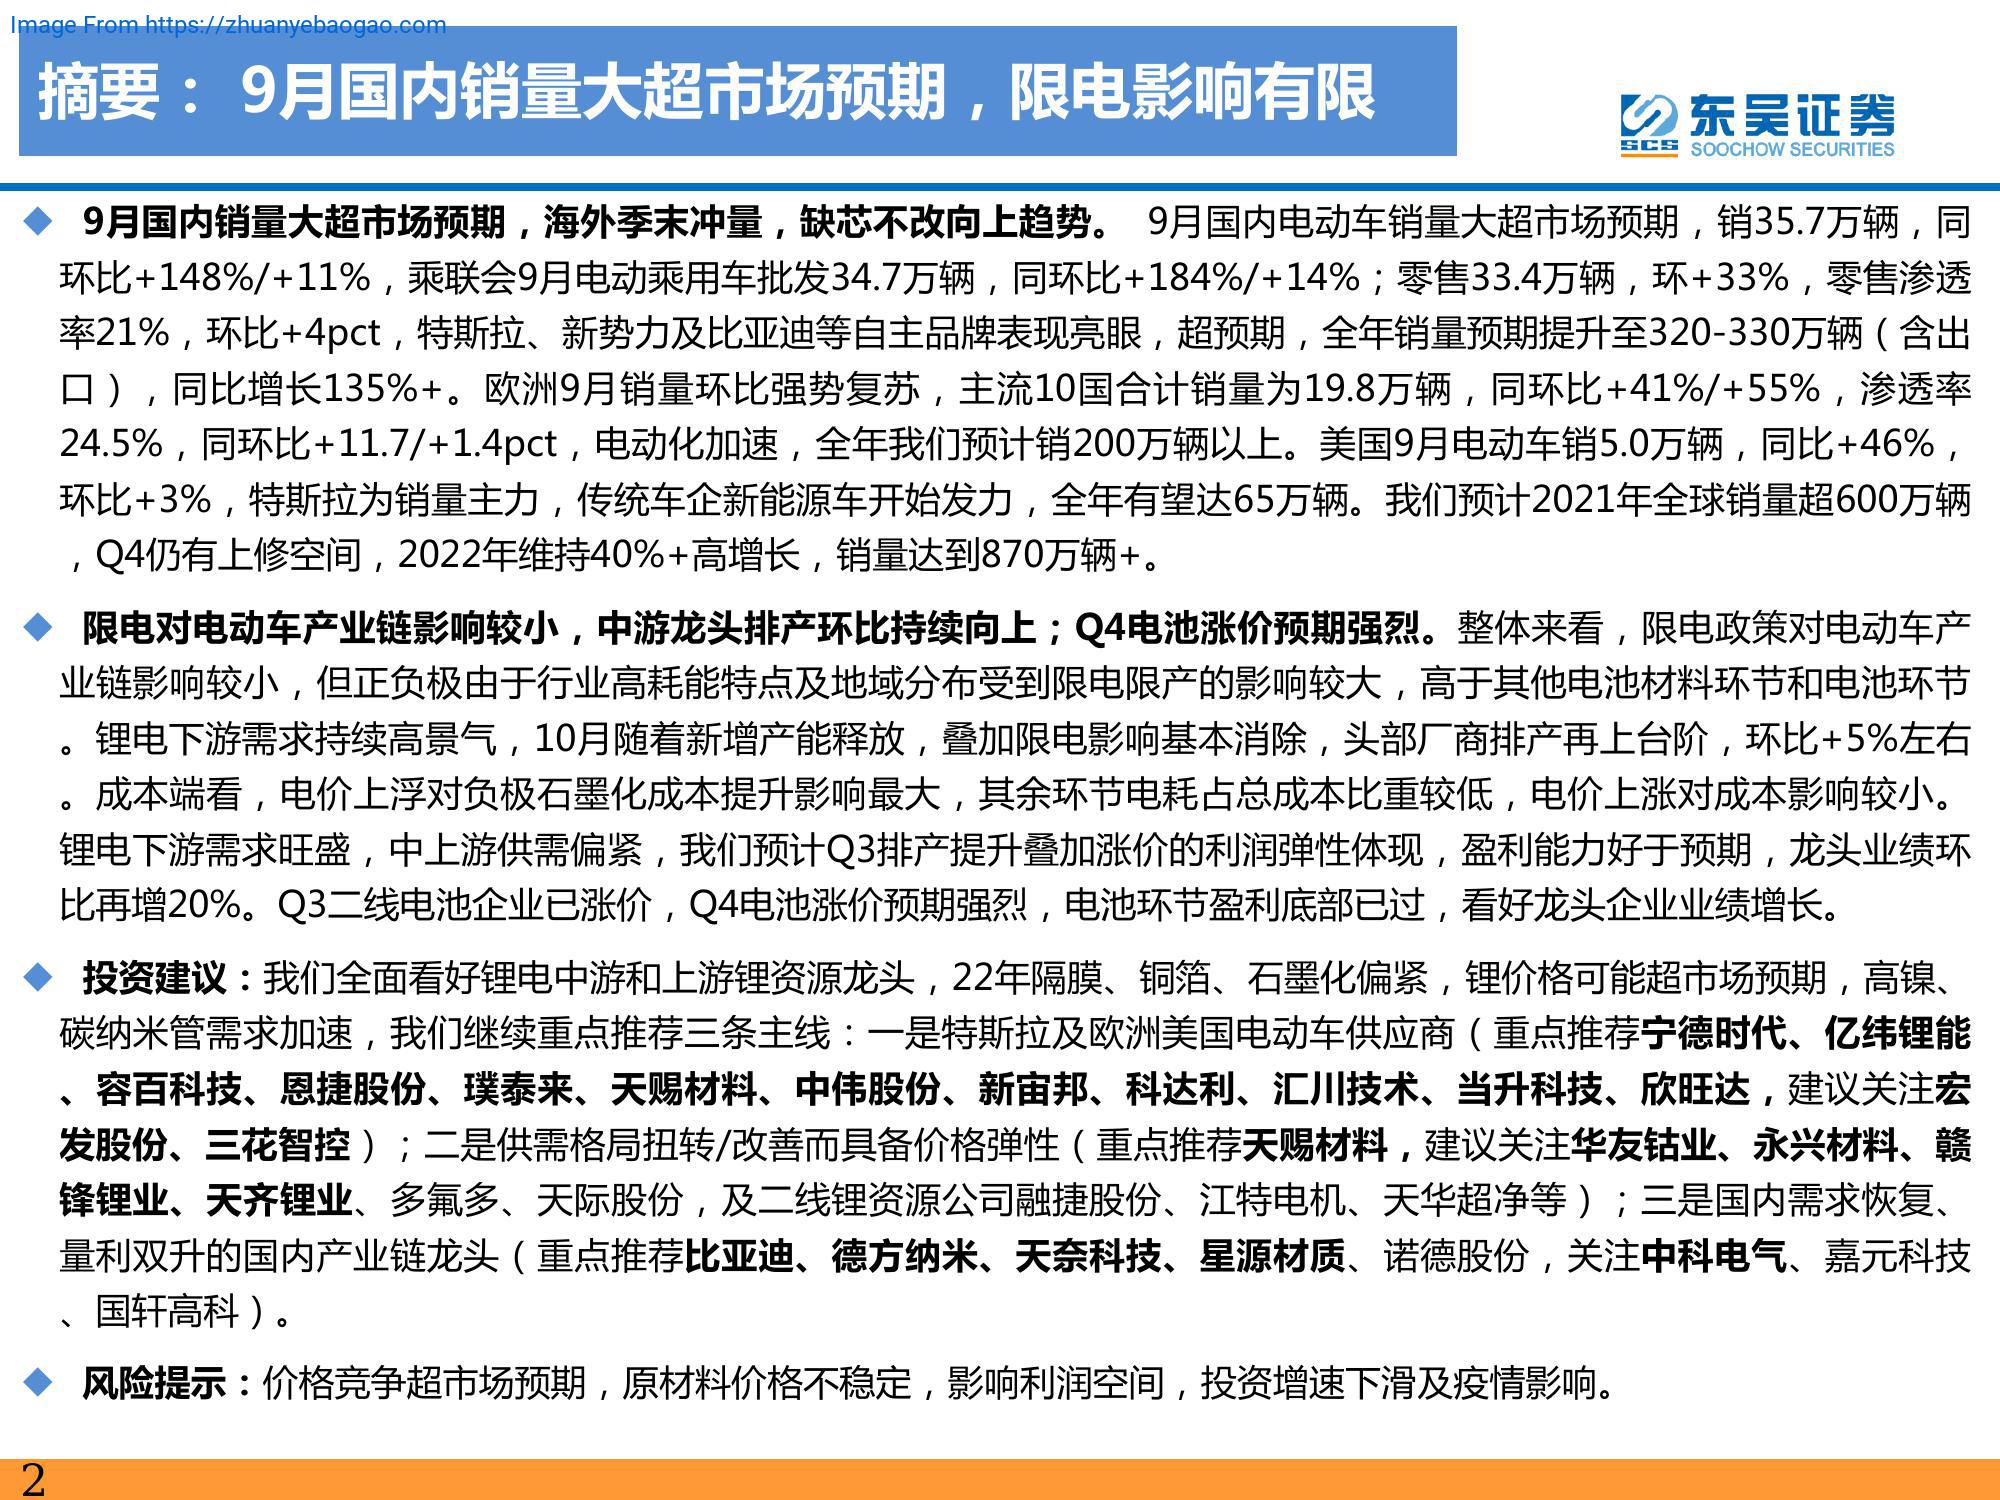 Image From https://zhuanyebaogao.com
摘要： 9月国内销量大超市场预期，限电影响有限
东吴证券
SCS
SOOCHOW SECURITIES
9月国内销量大超市场预期，海外季末冲量，缺芯不改向上趋势。 9月国内电动车销量大超市场预期，销35.7万辆，同
环比+148%/+11%，乘联会9月电动乘用车批发34.7万辆，同环比+184%/+14%；零售33.4万辆，环+33%，零售渗透
率21%，环比+4pct，特斯拉、新势力及比亚迪等自主品牌表现亮眼，超预期，全年销量预期提升至320-330万辆（含出
口），同比增长135%+。欧洲9月销量环比强势复苏，主流10国合计销量为19.8万辆，同环比+41%/+55%，渗透率
24.5%，同环比+11.7/+1.4pct，电动化加速，全年我们预计销200万辆以上。美国9月电动车销5.0万辆，同比+46%，
环比+3%，特斯拉为销量主力，传统车企新能源车开始发力，全年有望达65万辆。我们预计2021年全球销量超600万辆
，Q4仍有上修空间，2022年维持40%+高增长，销量达到870万辆+。
限电对电动车产业链影响较小，中游龙头排产环比持续向上；Q4电池涨价预期强烈。整体来看，限电政策对电动车产
业链影响较小，但正负极由于行业高耗能特点及地域分布受到限电限产的影响较大，高于其他电池材料环节和电池环节
。锂电下游需求持续高景气，10月随着新增产能释放，叠加限电影响基本消除，头部厂商排产再上台阶，环比+5%左右
。成本端看，电价上浮对负极石墨化成本提升影响最大，其余环节电耗占总成本比重较低，电价上涨对成本影响较小。
锂电下游需求旺盛，中上游供需偏紧，我们预计Q3排产提升叠加涨价的利润弹性体现，盈利能力好于预期，龙头业绩环
比再增20%。Q3二线电池企业已涨价，Q4电池涨价预期强烈，电池环节盈利底部已过，看好龙头企业业绩增长。
投资建议：我们全面看好锂电中游和上游锂资源龙头，22年隔膜、铜箔、石墨化偏紧，锂价格可能超市场预期，高镍、
碳纳米管需求加速，我们继续重点推荐三条主线：一是特斯拉及欧洲美国电动车供应商（重点推荐宁德时代、亿纬锂能
、容百科技、恩捷股份、璞泰来、天赐材料、中伟股份、新宙邦、科达利、汇川技术、当升科技、欣旺达，建议关注宏
发股份、三花智控）；二是供需格局扭转/改善而具备价格弹性（重点推荐天赐材料，建议关注华友钴业、永兴材料、赣
锋锂业、天齐锂业、多氟多、天际股份，及二线锂资源公司融捷股份、江特电机、天华超净等）；三是国内需求恢复、
量利双升的国内产业链龙头（重点推荐比亚迪、德方纳米、天奈科技、星源材质、诺德股份，关注中科电气、嘉元科技
、国轩高科）。
风险提示：价格竞争超市场预期，原材料价格不稳定，影响利润空间，投资增速下滑及疫情影响。
2